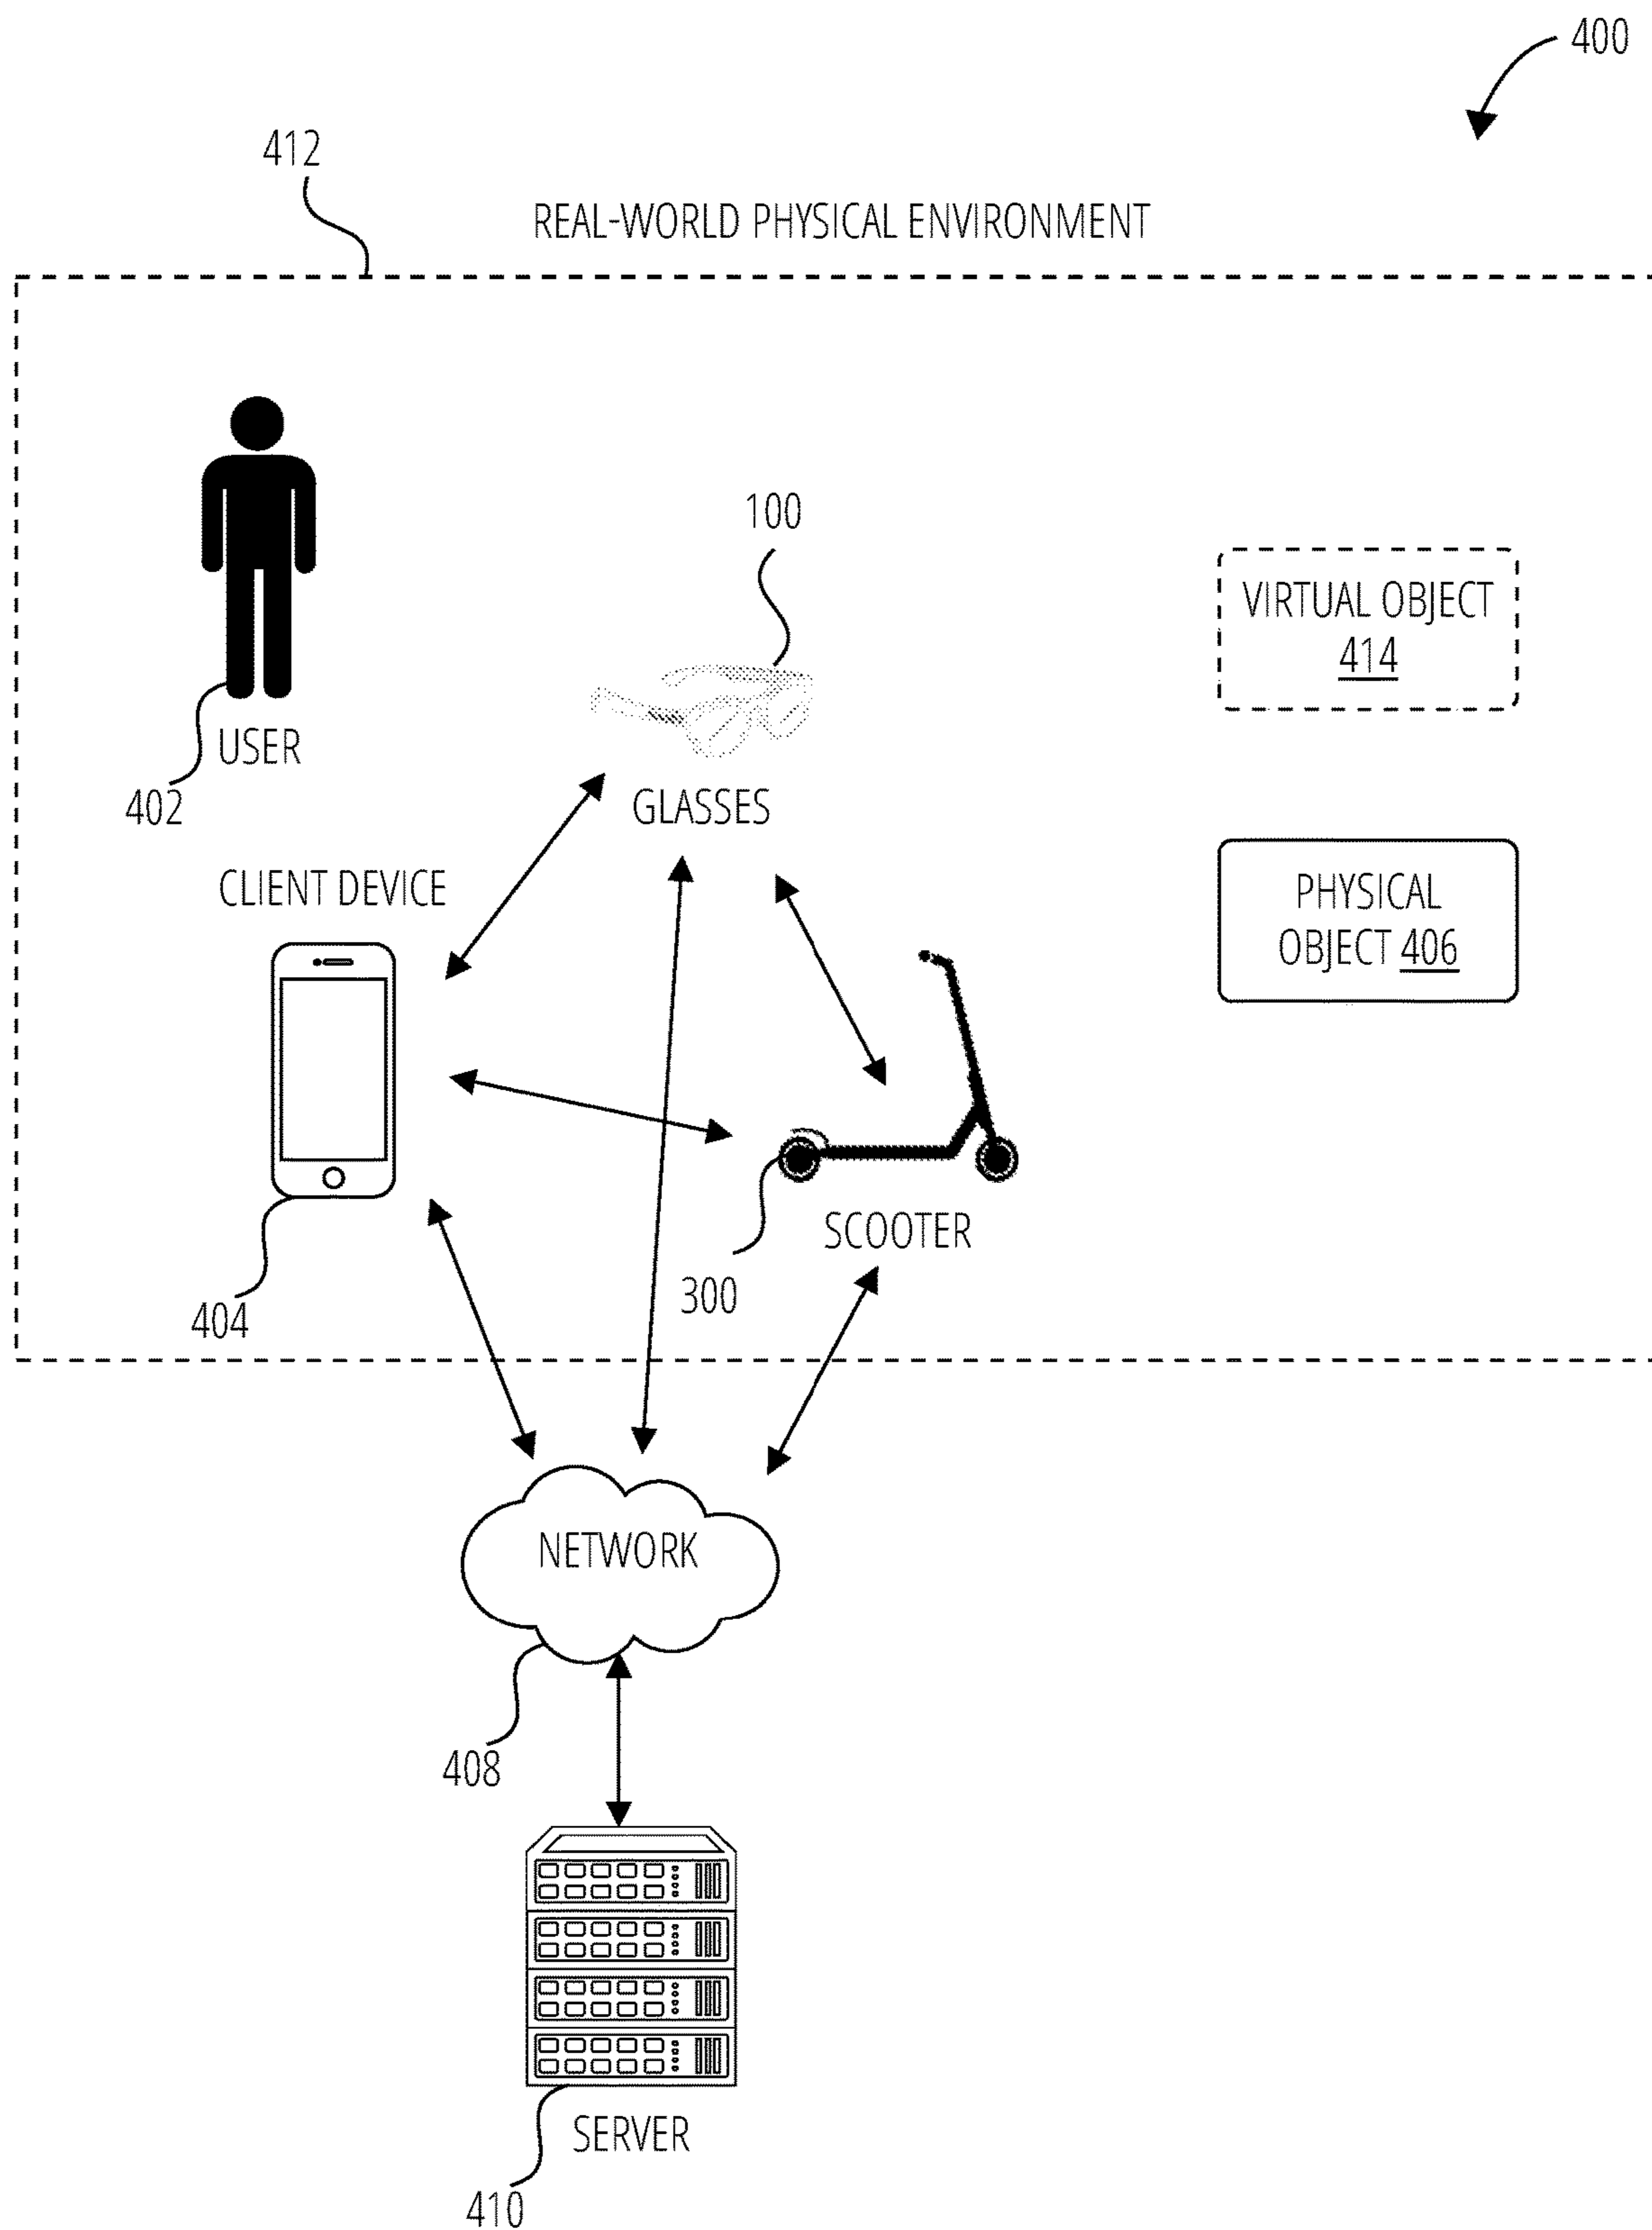 400
412
REAL-WORLD PHYSICAL ENVIRONMENT
100
VIRTUAL OBJECT
414
USER
402
GLASSES
CLIENT DEVICE
PHYSICAL
OBJECT 406
SCOOTER
300
404
NETWORK
408
SERVER
410